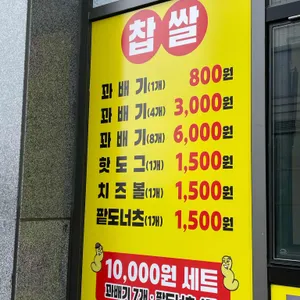 찹쌀
꽈배기(1개) 800원
꽈배기(4개) 3,000원
꽈배기(8개) 6,000원
핫도그(1개) 1,500원
치즈볼(1개) 1,500원
팥도너츠(1개) 1,500원
10,000원 세트
꽈배기 7개